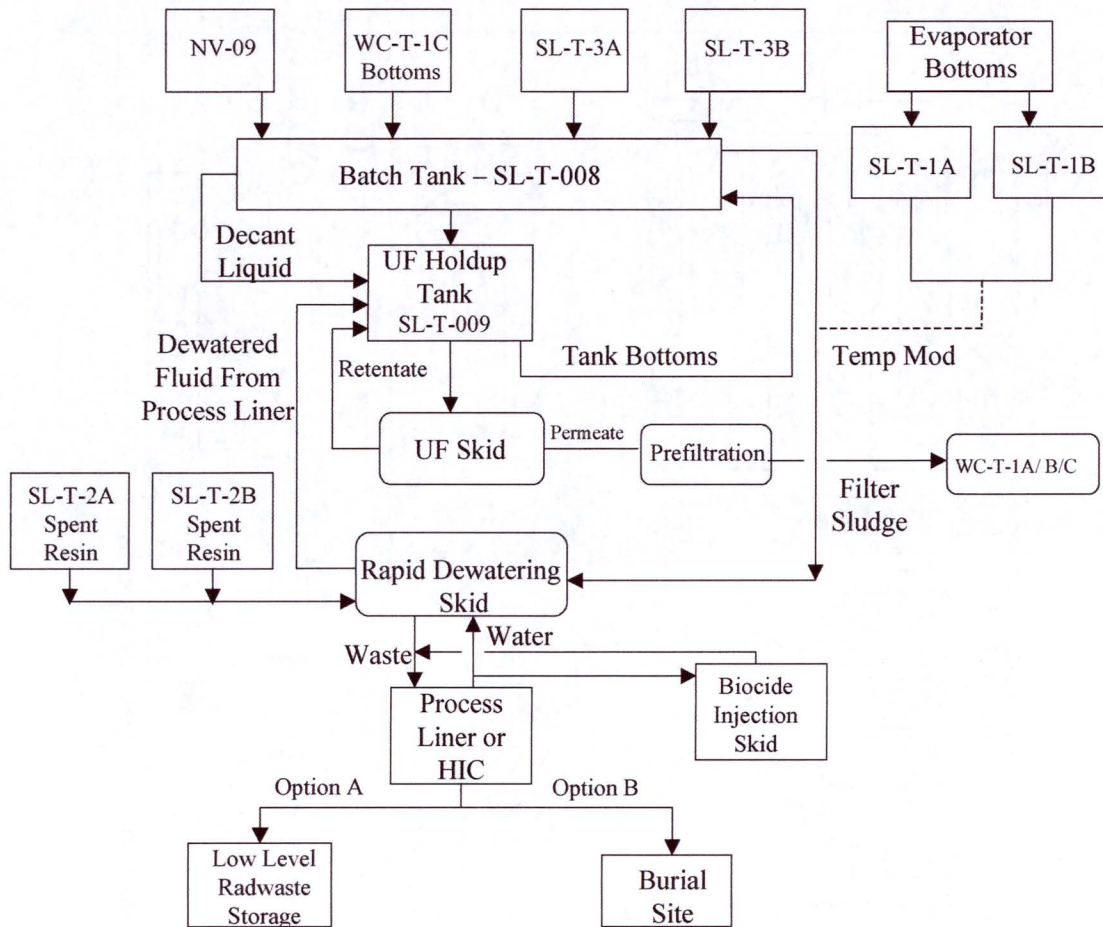 NV-09
WC-T-1C
Bottoms
SL-T-3A
SL-T-3B
Evaporator
Bottoms
SL-T-1A
SL-T-1B
Batch Tank – SL-T-008
Decant
Liquid
UF Holdup
Tank
SL-T-009
Dewatered
Fluid From
Process Liner
Retentate
Tank Bottoms
Temp Mod
UF Skid
Permeate
Prefiltration
WC-T-1A/ B/C
Filter
Sludge
SL-T-2A
Spent
Resin
SL-T-2B
Spent
Resin
Rapid Dewatering
Skid
Waste
Water
Process
Liner or
HIC
Biocide
Injection
Skid
Option A
Option B
Low Level
Radwaste
Storage
Burial
Site